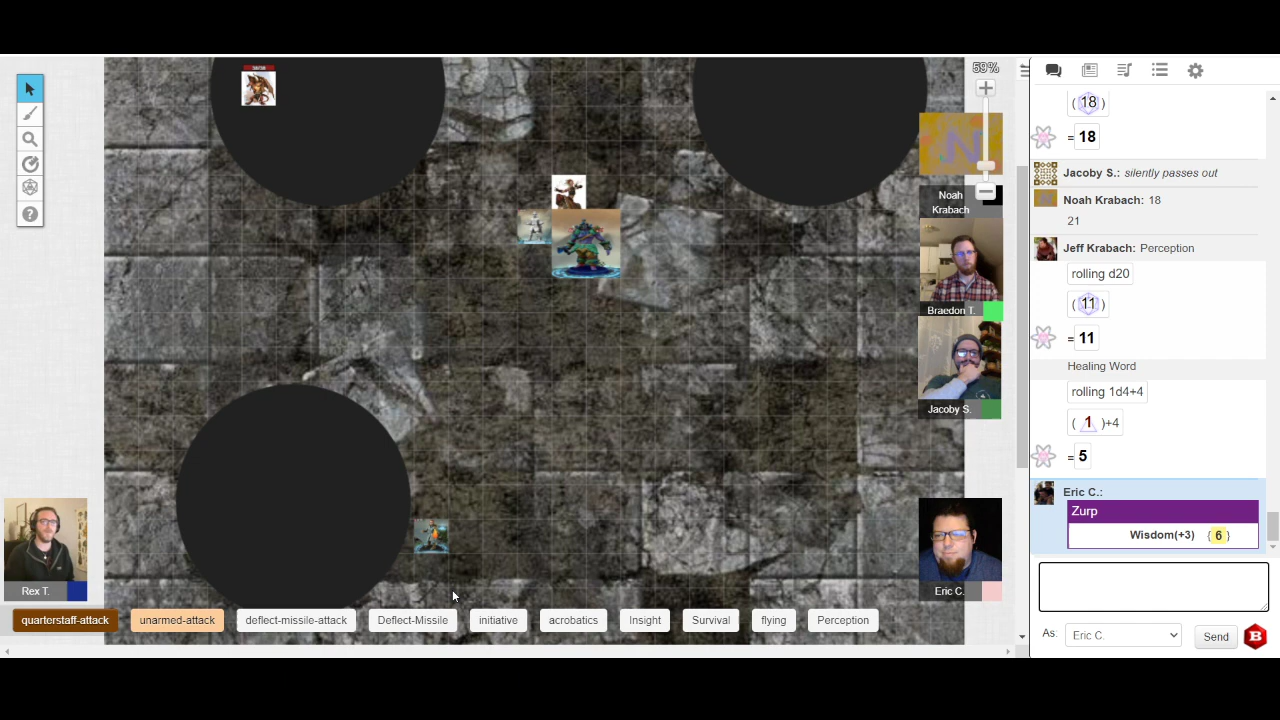 59%
Noah
Krabach
Braedon T.
Jacoby S.
Rex T.
Eric C.
quarterstaff-attack
unarmed-attack
deflect-missile-attack
Deflect-Missile
initiative
acrobatics
Insight
Survival
flying
Perception
(18)
=18
Jacoby S.: silently passes out
Noah Krabach: 18
21
Jeff Krabach: Perception
rolling d20
(11)
=11
Healing Word
rolling 1d4+4
(1)+4
=5
Eric C.:
Zurp
Wisdom(+3) {6}
As: Eric C. Send